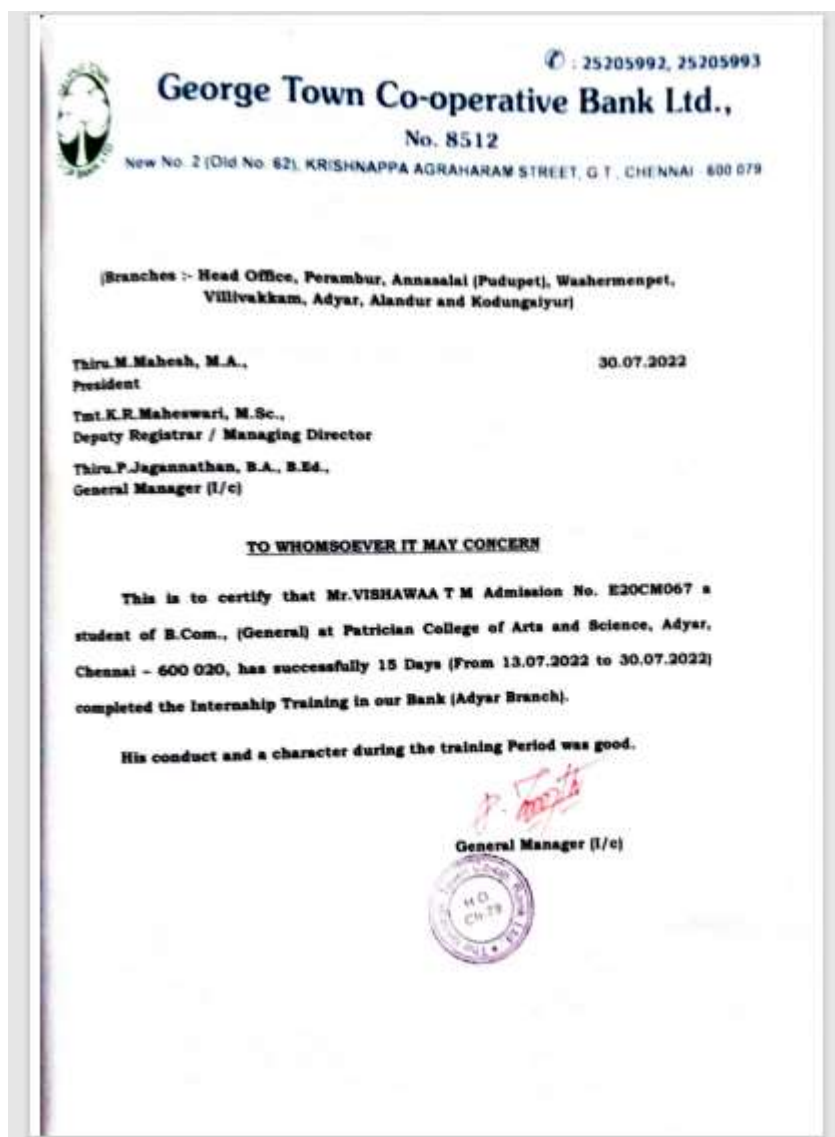 ✆ : 25205992, 25205993
George Town Co-operative Bank Ltd.,
No. 8512
New No. 2 (Old No. 62), KRISHNAPPA AGRAHARAM STREET, G.T., CHENNAI - 600 079
(Branches :- Head Office, Perambur, Annasalai (Pudupet), Washermenpet,
Villivakkam, Adyar, Alandur and Kodungaiyur)
Thiru.M.Mahesh, M.A.,
30.07.2022
President
Tmt.K.R.Maheswari, M.Sc.,
Deputy Registrar / Managing Director
Thiru.P.Jagannathan, B.A., B.Ed.,
General Manager (I/c)
TO WHOMSOEVER IT MAY CONCERN
This is to certify that Mr.VISHAWAA T M Admission No. E20CM067 a
student of B.Com., (General) at Patrician College of Arts and Science, Adyar,
Chennai – 600 020, has successfully 15 Days (From 13.07.2022 to 30.07.2022)
completed the Internship Training in our Bank (Adyar Branch).
His conduct and a character during the training Period was good.
General Manager (I/c)
H.O.
Ch-79